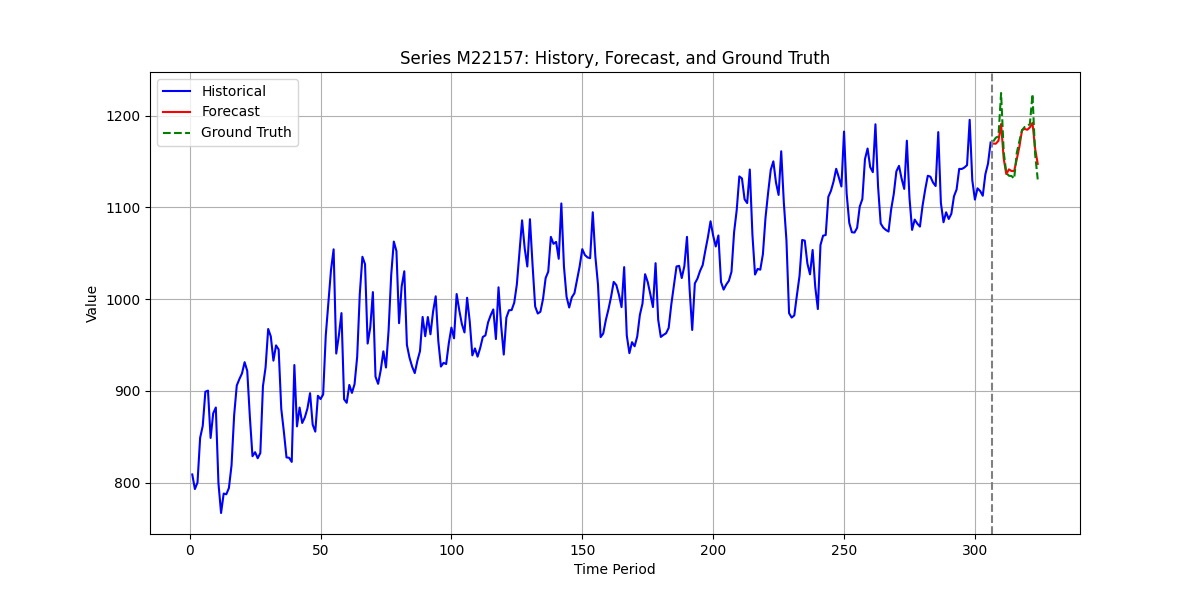 Series M22157: History, Forecast, and Ground Truth
Historical
Forecast
Ground Truth
Value
1200
1100
1000
900
800
0 50 100 150 200 250 300
Time Period